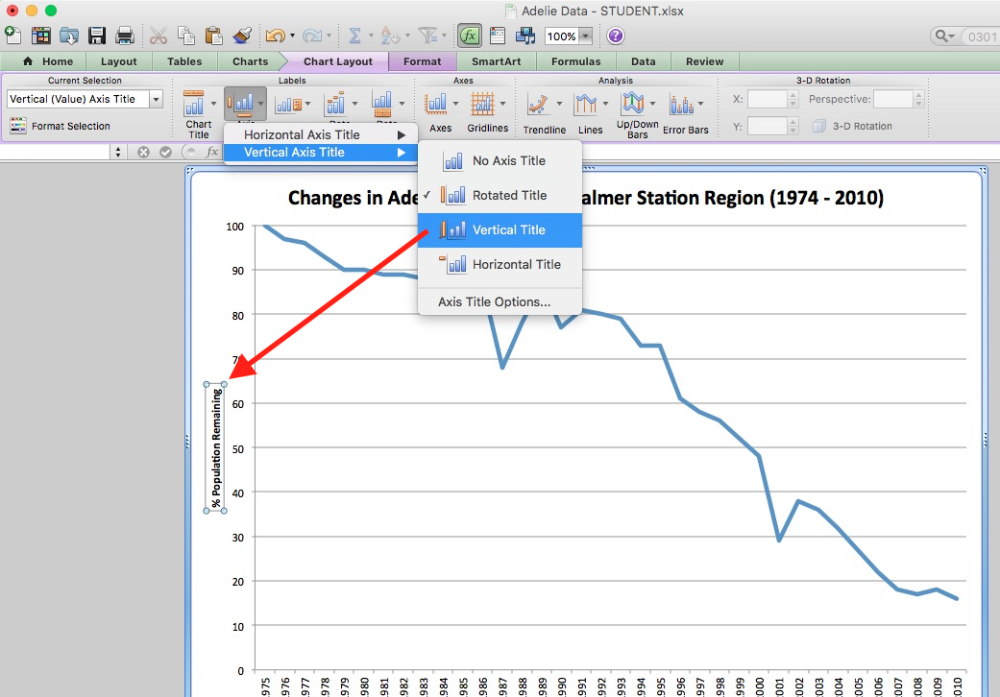 Adelie Data - STUDENT.xlsx
100%
0301
Home Layout Tables Charts Chart Layout Format SmartArt Formulas Data Review
Current Selection Labels Axes Analysis 3-D Rotation
Vertical (Value) Axis Title
Format Selection
Chart
Title
Axes Gridlines Trendline Lines Up/Down
Bars Error Bars
X: Perspective:
Y: 3-D Rotation
fx
Horizontal Axis Title
Vertical Axis Title
No Axis Title
Rotated Title
Vertical Title
Horizontal Title
Axis Title Options...
Changes in Ade
almer Station Region (1974 - 2010)
% Population Remaining
100
90
80
7
60
50
40
30
20
10
0
975 976 977 978 979 980 981 982 983 984 985 986 987 988 989 990 991 992 993 994 995 996 997 998 999 000 001 002 003 004 005 006 007 008 009 010